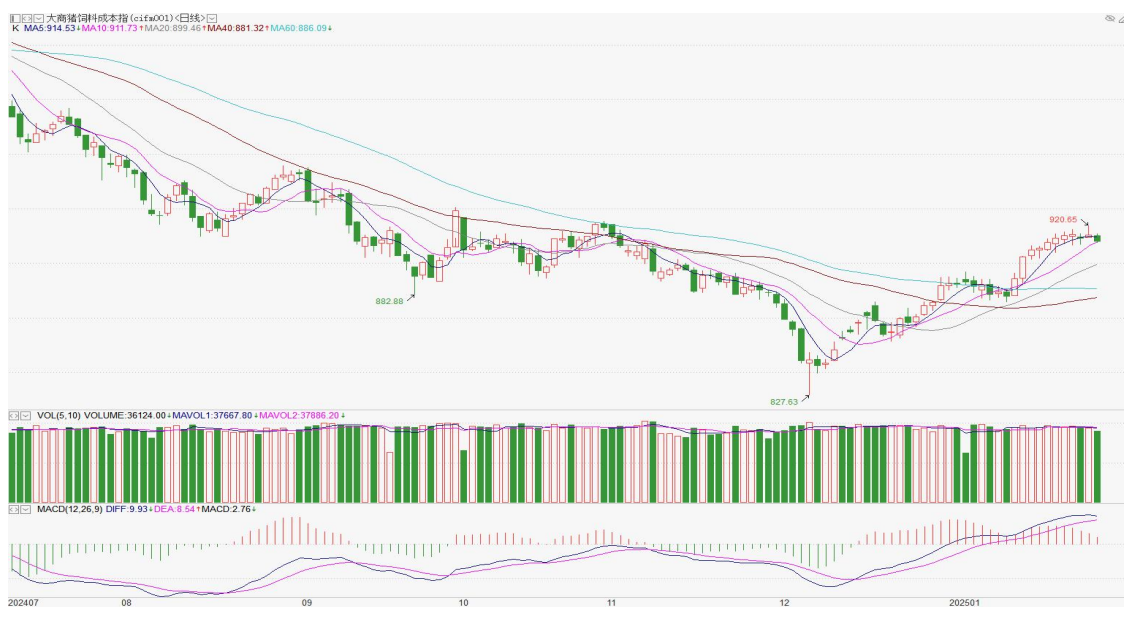 大商猪饲料成本指(cifm001)<日线>
K MA5:914.53↓MA10:911.73↑MA20:899.46↑MA40:881.32↑MA60:886.09↓
920.65
882.88
827.63
VOL(5,10) VOLUME:36124.00↓MAVOL1:37667.80↓MAVOL2:37886.20↓
MACD(12,26,9) DIFF:9.93↓DEA:8.54↑MACD:2.76↓
202407 08 09 10 11 12 202501